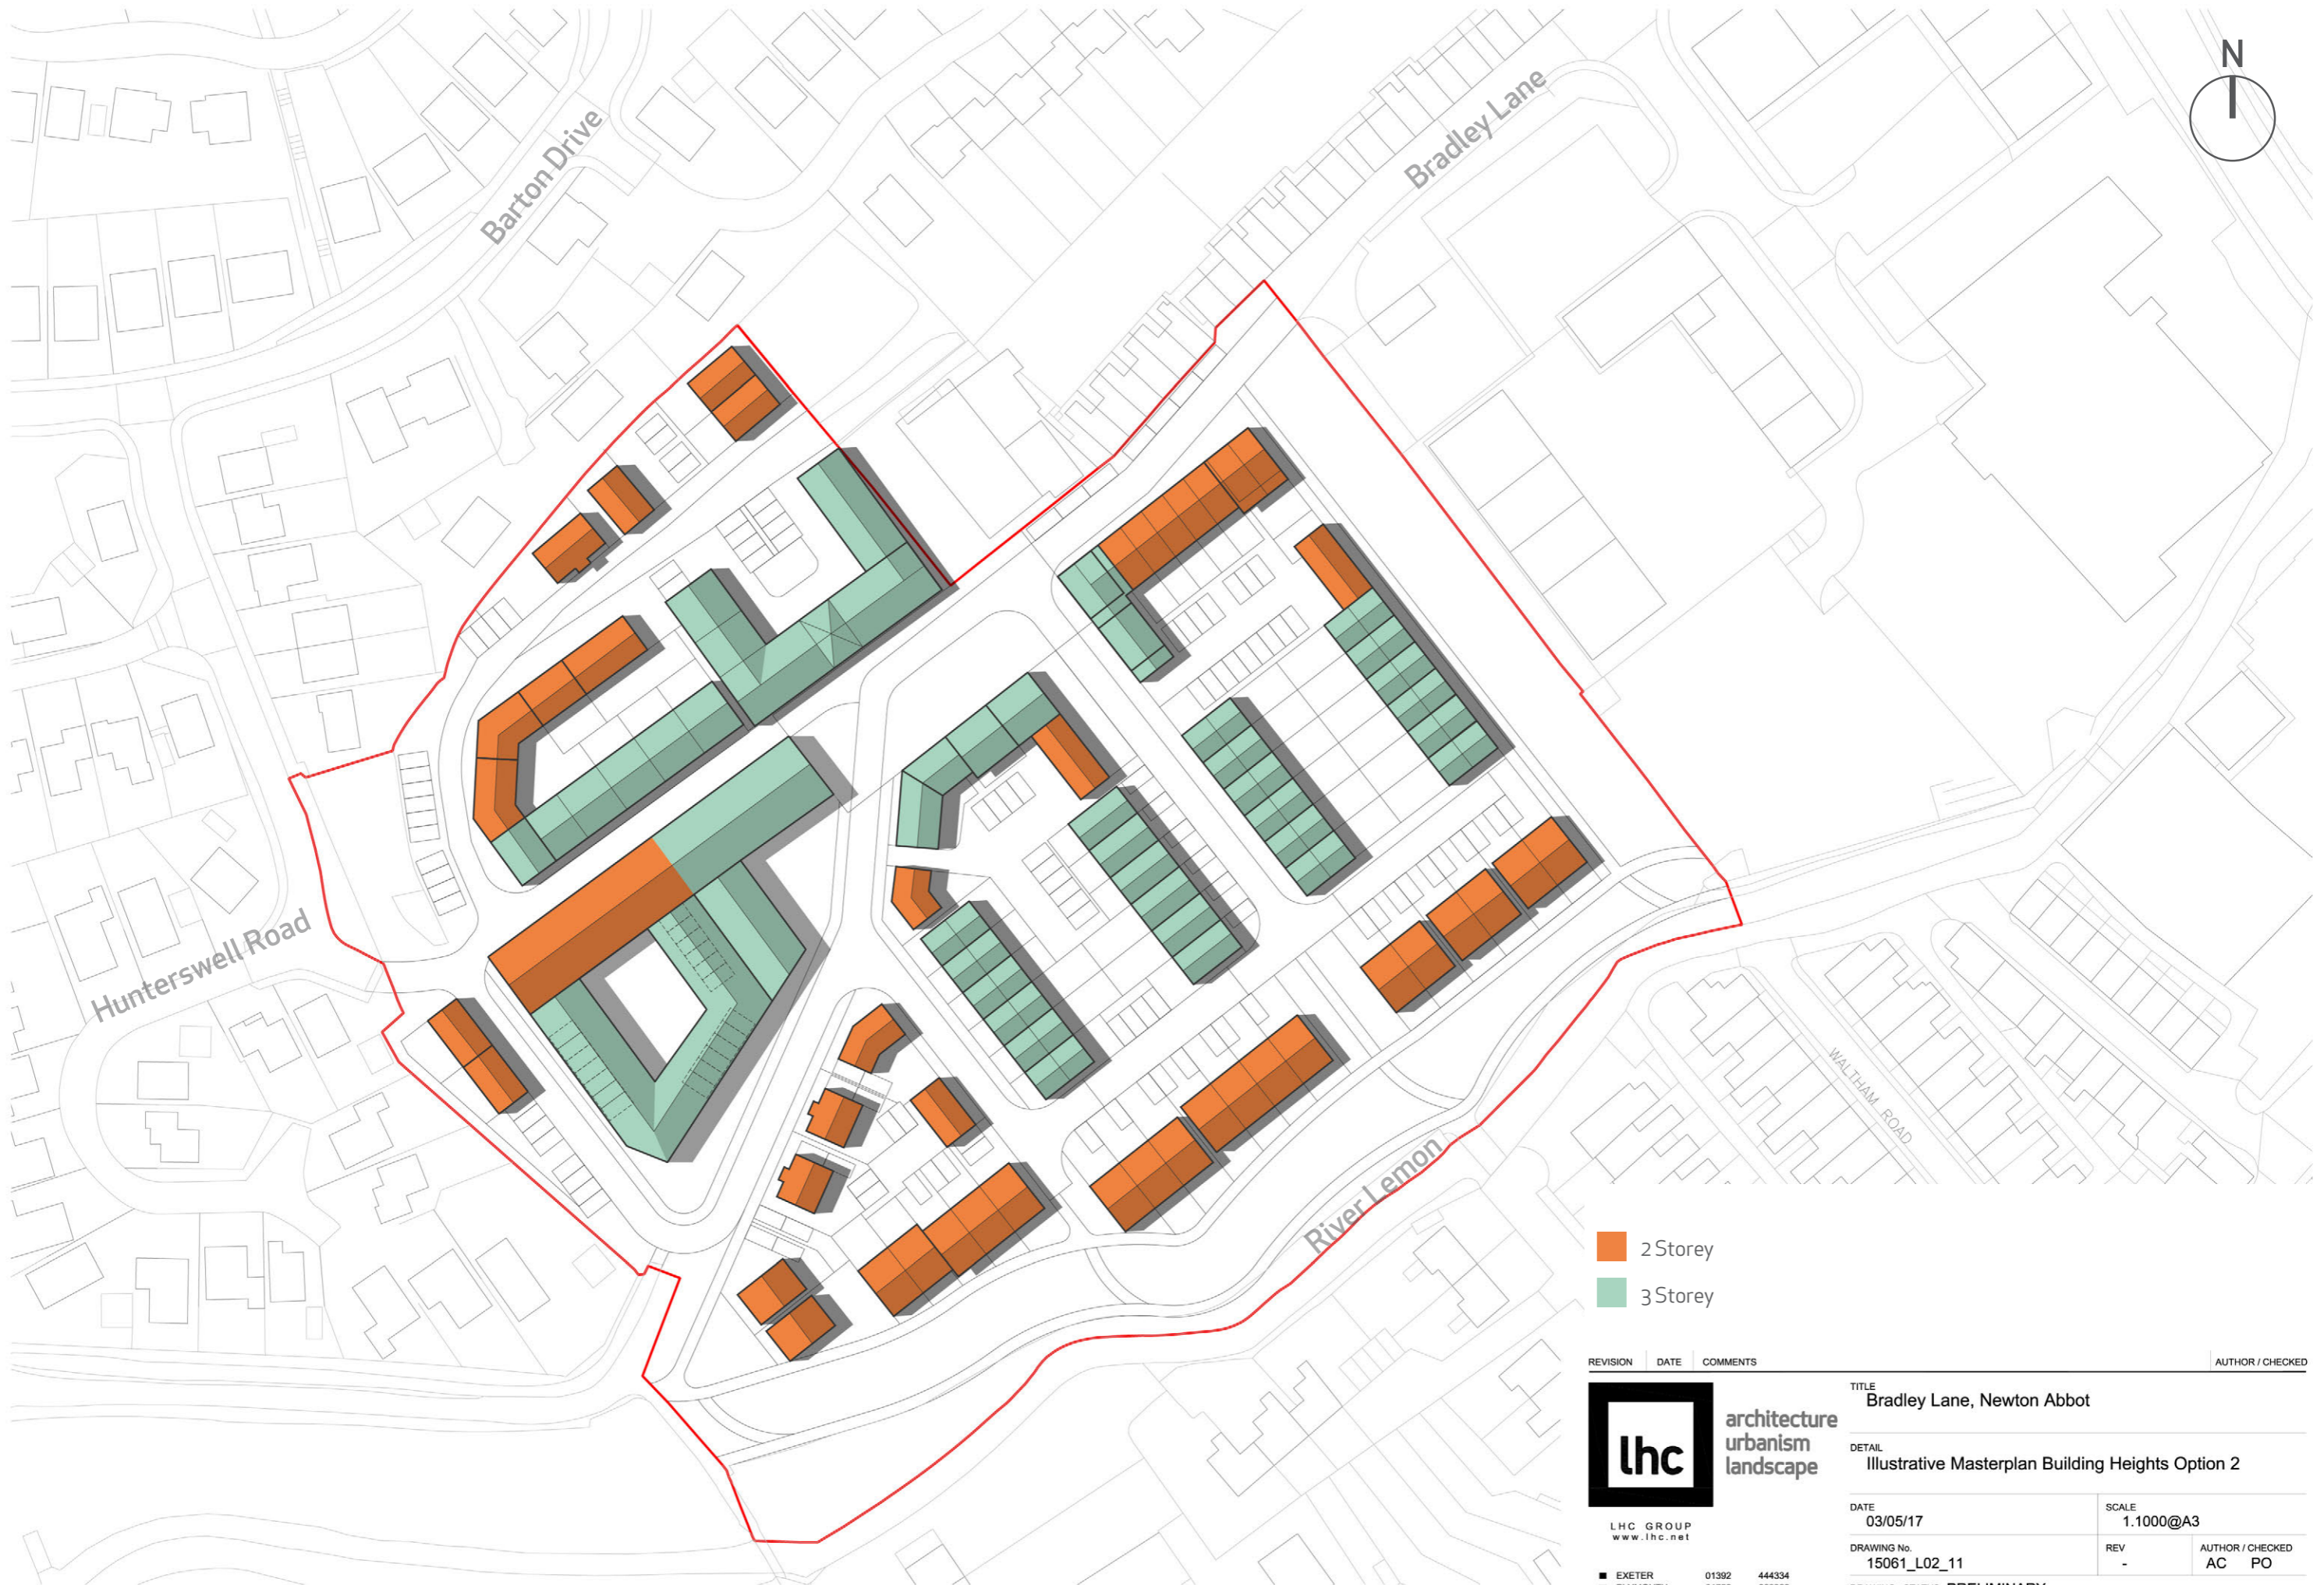 N
Bradley Lane
Barton Drive
Hunterswell Road
WALTHAM ROAD
River Lemon
2 Storey
3 Storey
REVISION DATE COMMENTS AUTHOR / CHECKED
lhc
architecture
urbanism
landscape
LHC GROUP
www.lhc.net
TITLE
Bradley Lane, Newton Abbot
DETAIL
Illustrative Masterplan Building Heights Option 2
DATE SCALE
03/05/17 1.1000@A3
DRAWING No. REV AUTHOR / CHECKED
15061_L02_11 - AC PO
EXETER 01392 444334
PRELIMINARY